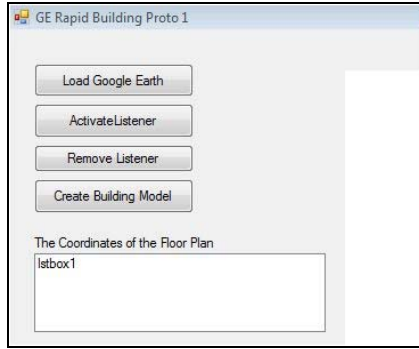 GE Rapid Building Proto 1
Load Google Earth
ActivateListener
Remove Listener
Create Building Model
The Coordinates of the Floor Plan
lstbox1